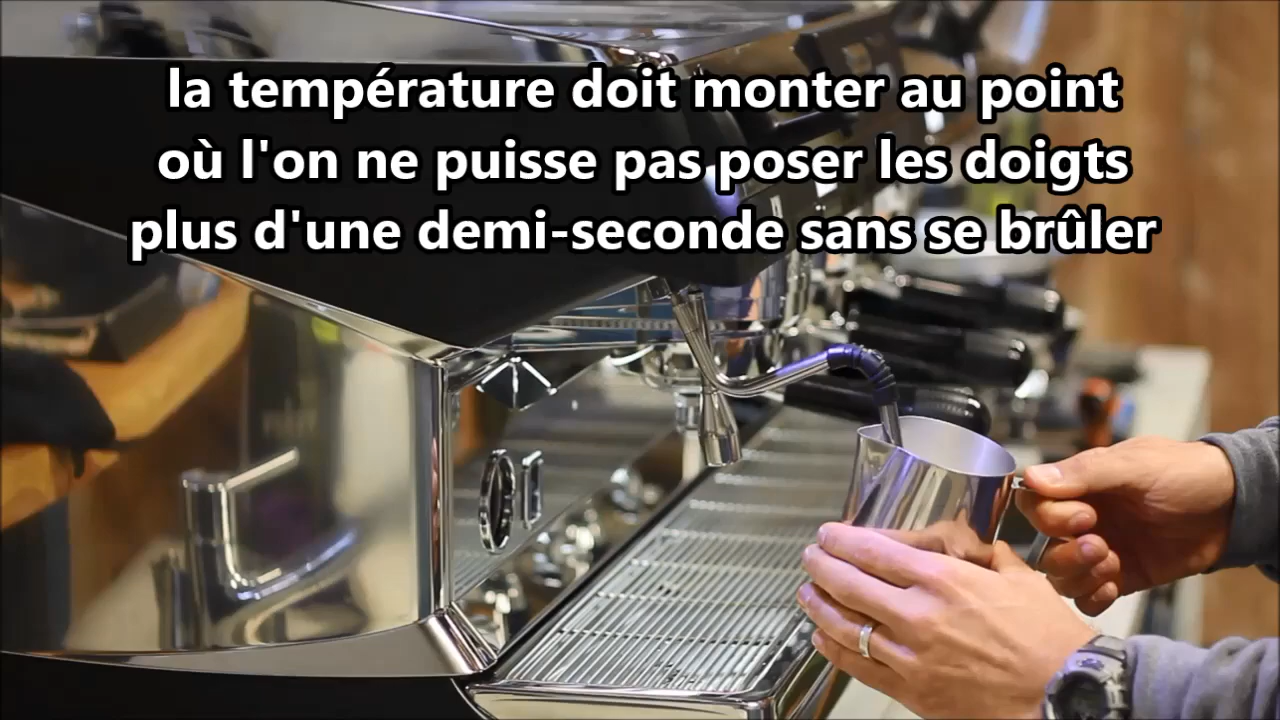 la température doit monter au point
où l'on ne puisse pas poser les doigts
plus d'une demi-seconde sans se brûler